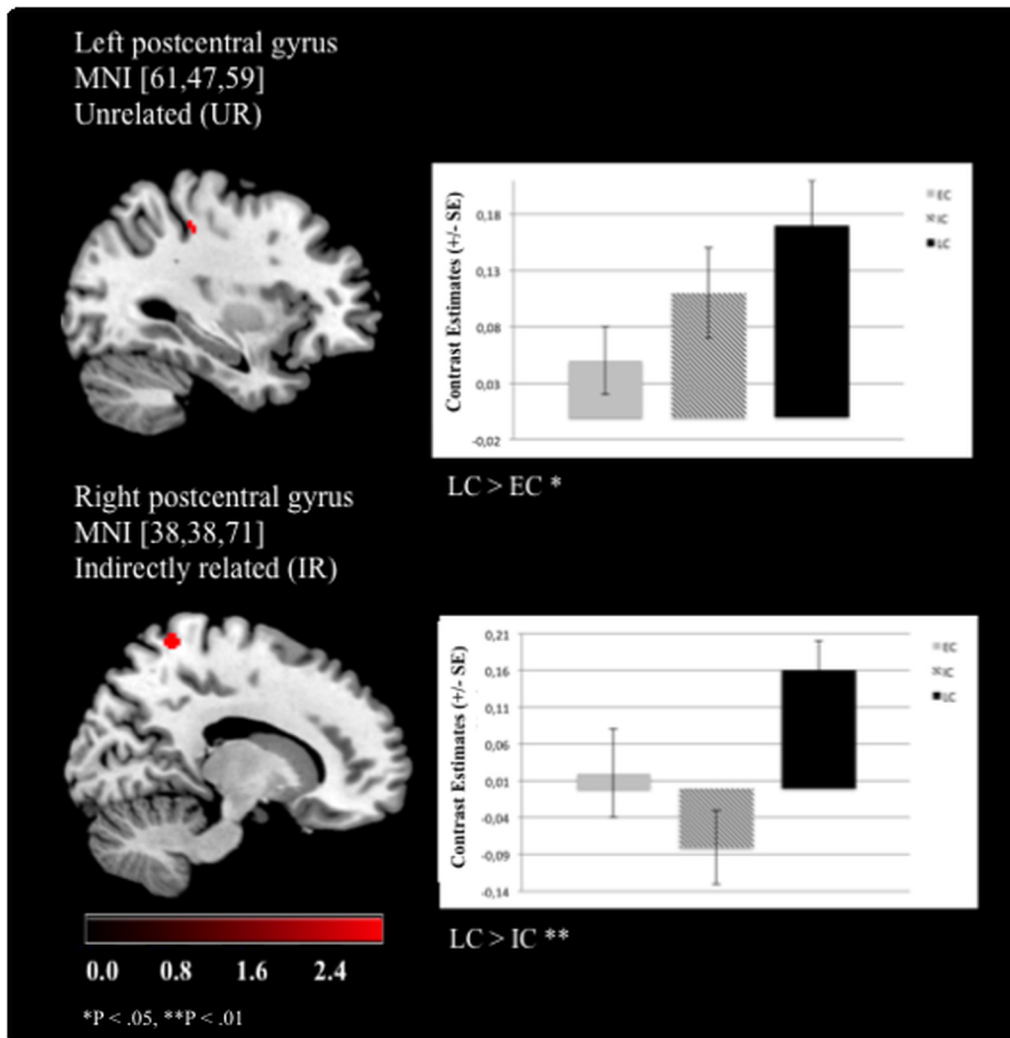 Left postcentral gyrus
MNI [61,47,59]
Unrelated (UR)
Contrast Estimates (+/- SE)
0,18
0,13
0,08
0,03
-0,02
EC
IC
LC
LC > EC *
Right postcentral gyrus
MNI [38,38,71]
Indirectly related (IR)
Contrast Estimates (+/- SE)
0,21
0,16
0,11
0,06
0,01
-0,04
-0,09
-0,14
EC
IC
LC
LC > IC **
0.0 0.8 1.6 2.4
*P < .05, **P < .01